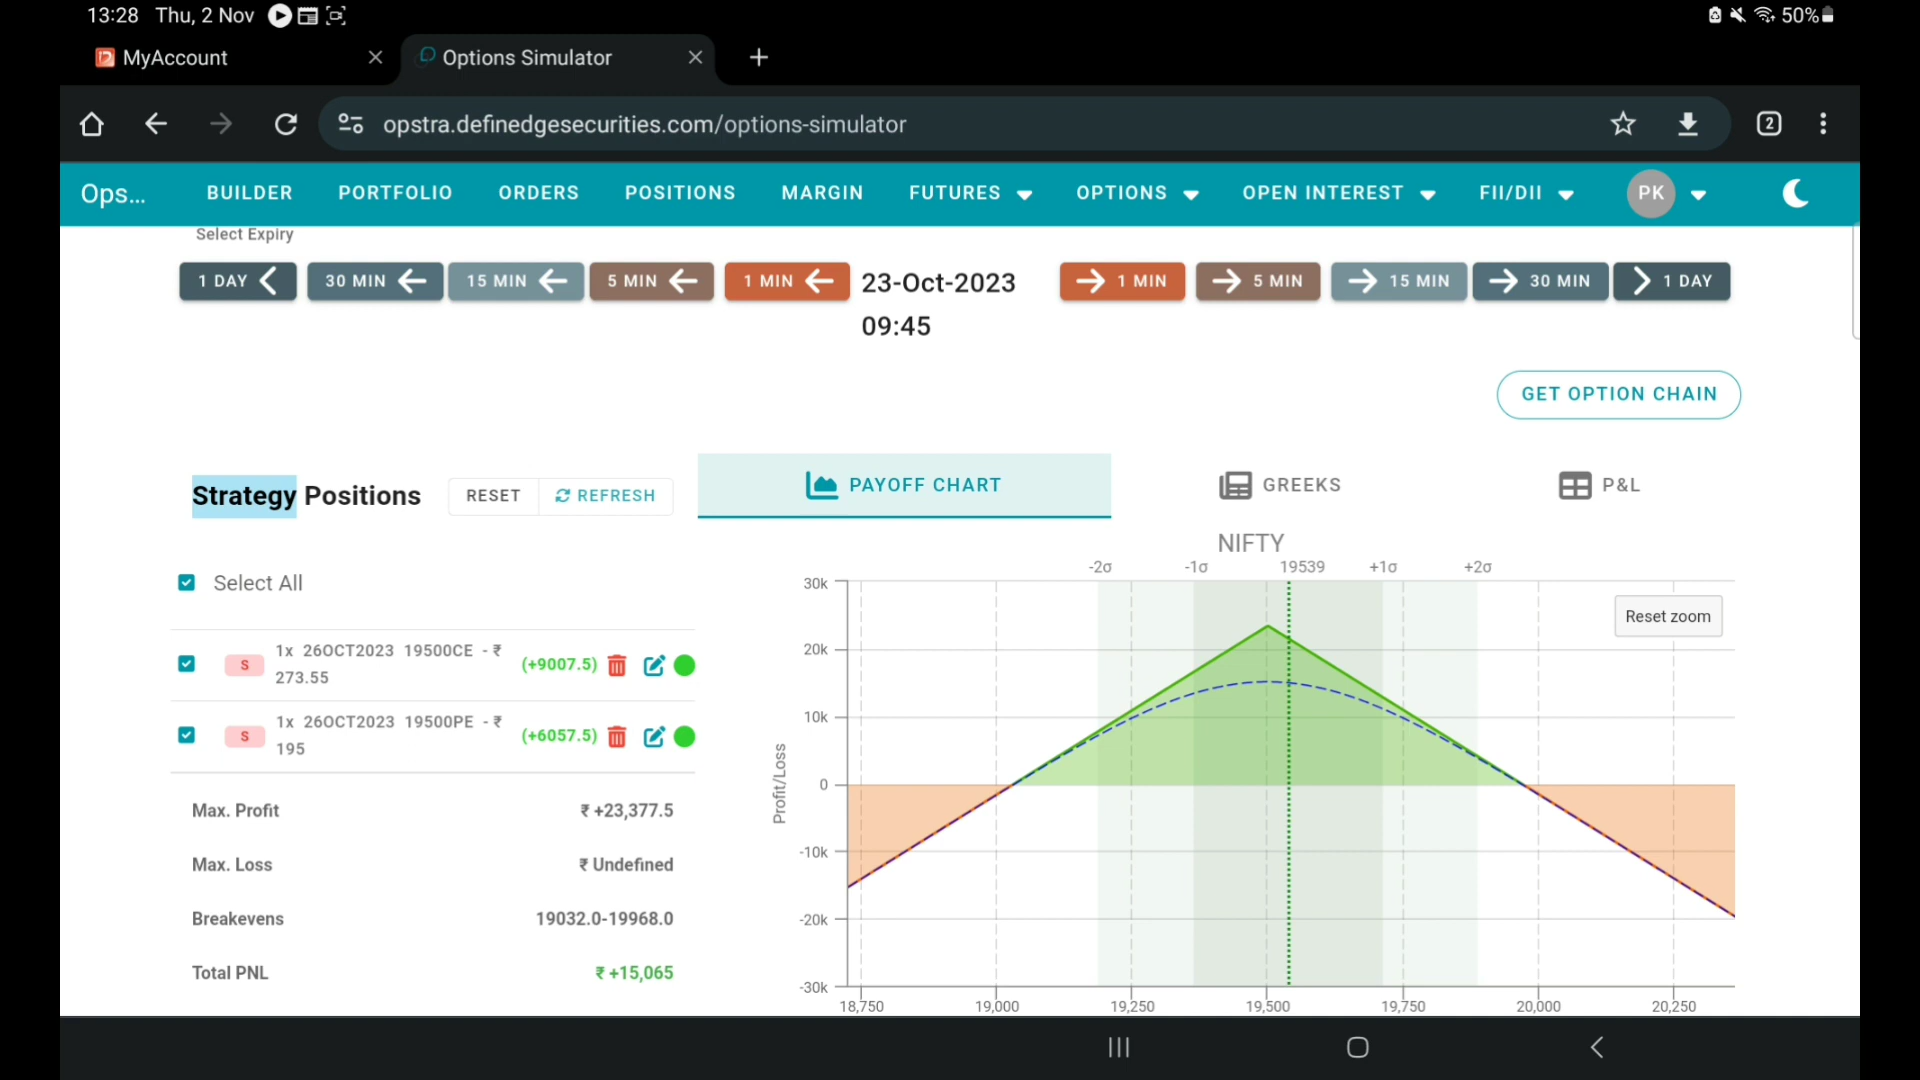 13:28 Thu, 2 Nov
50%
MyAccount
Options Simulator
opstra.definedgesecurities.com/options-simulator
2
Ops...
BUILDER
PORTFOLIO
ORDERS
POSITIONS
MARGIN
FUTURES
OPTIONS
OPEN INTEREST
FII/DII
PK
Select Expiry
1 DAY
30 MIN
15 MIN
5 MIN
1 MIN
23-Oct-2023
09:45
1 MIN
5 MIN
15 MIN
30 MIN
1 DAY
GET OPTION CHAIN
Strategy Positions
RESET
REFRESH
PAYOFF CHART
GREEKS
P&L
Select All
S
1x 26OCT2023 19500CE - ₹
273.55
(+9007.5)
S
1x 26OCT2023 19500PE - ₹
195
(+6057.5)
Max. Profit
₹ +23,377.5
Max. Loss
₹ Undefined
Breakevens
19032.0-19968.0
Total PNL
₹ +15,065
NIFTY
-2σ
-1σ
19539
+1σ
+2σ
Reset zoom
Profit/Loss
30k
20k
10k
0
-10k
-20k
-30k
18,750
19,000
19,250
19,500
19,750
20,000
20,250